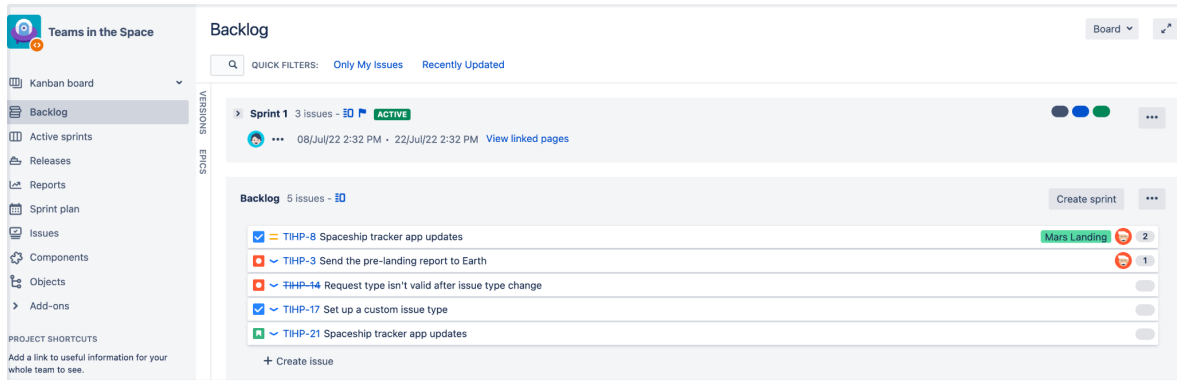 Teams in the Space
Kanban board
Backlog
Active sprints
Releases
Reports
Sprint plan
Issues
Components
Objects
Add-ons
PROJECT SHORTCUTS
Add a link to useful information for your
whole team to see.
Backlog
Board
QUICK FILTERS: Only My Issues Recently Updated
VERSIONS
EPICS
Sprint 1 3 issues - ACTIVE
08/Jul/22 2:32 PM • 22/Jul/22 2:32 PM View linked pages
Backlog 5 issues - Create sprint
TIHP-8 Spaceship tracker app updates Mars Landing 2
TIHP-3 Send the pre-landing report to Earth 1
TIHP-14 Request type isn't valid after issue type change
TIHP-17 Set up a custom issue type
TIHP-21 Spaceship tracker app updates
+ Create issue